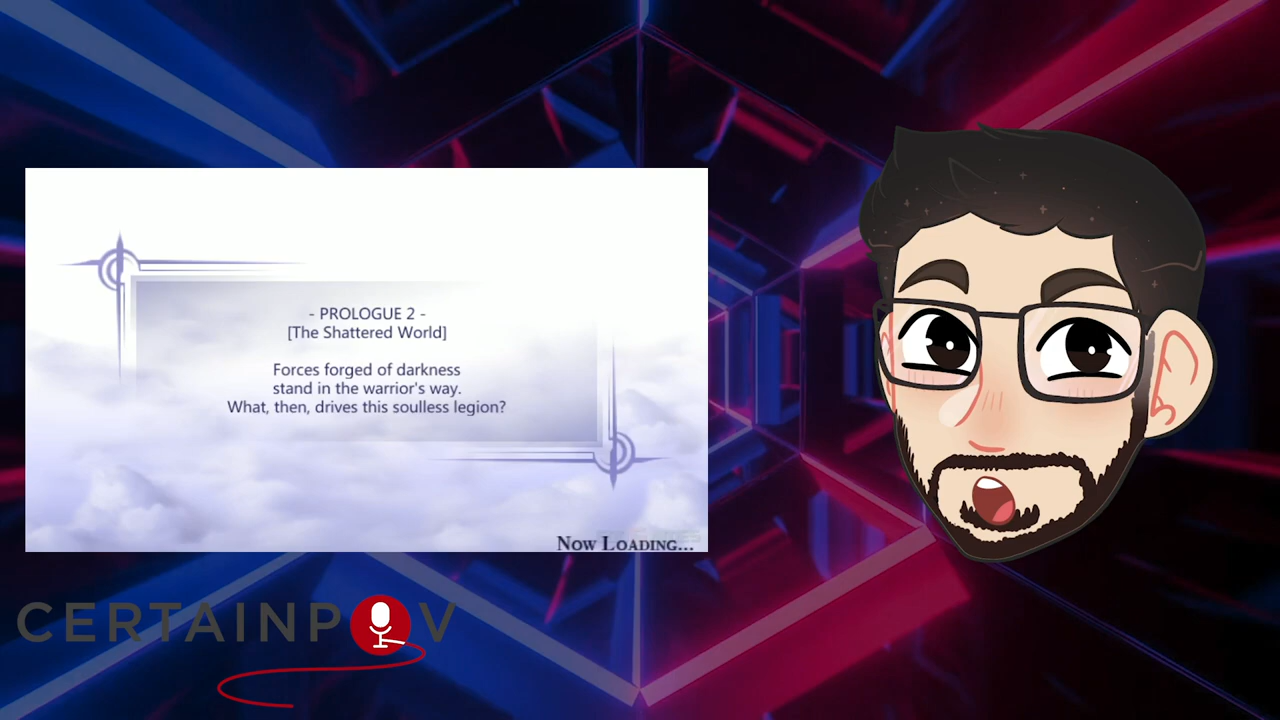 - PROLOGUE 2 -
[The Shattered World]
Forces forged of darkness
stand in the warrior's way.
What, then, drives this soulless legion?
Now Loading...
CERTAINPOV